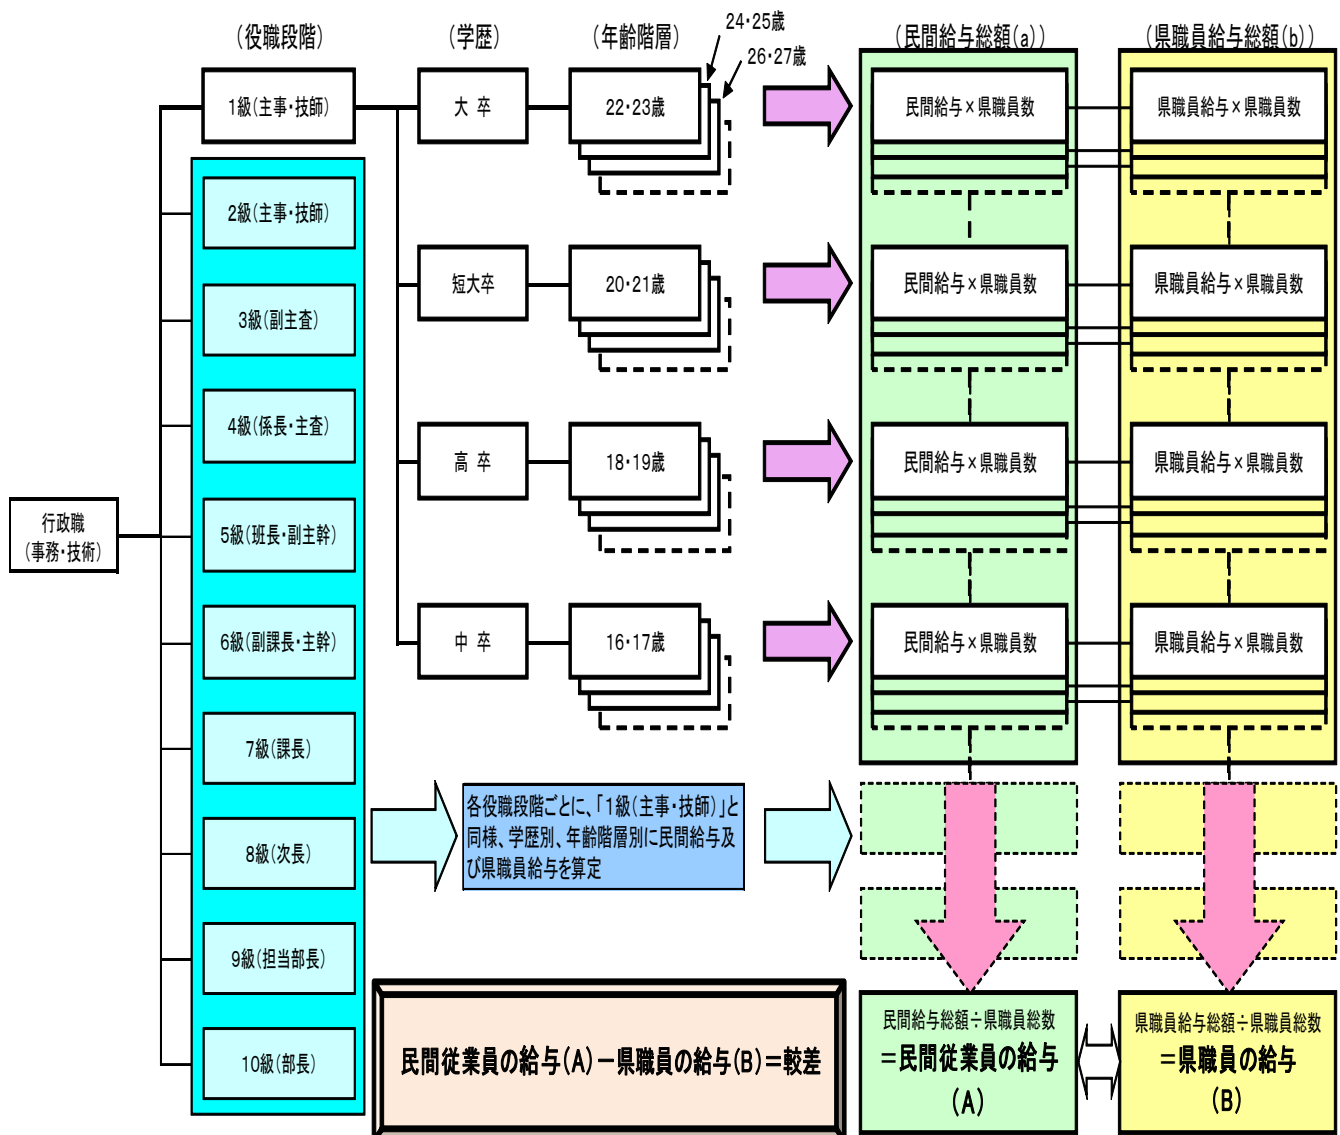 (役職段階)
(学歴)
(年齢階層)
24・25歳
26・27歳
(民間給与総額(a))
(県職員給与総額(b))
1級(主事・技師)
大 卒
22・23歳
民間給与×県職員数
県職員給与×県職員数
2級(主事・技師)
3級(副主査)
短大卒
20・21歳
民間給与×県職員数
県職員給与×県職員数
4級(係長・主査)
高 卒
18・19歳
民間給与×県職員数
県職員給与×県職員数
行政職
(事務・技術)
5級(班長・副主幹)
6級(副課長・主幹)
中 卒
16・17歳
民間給与×県職員数
県職員給与×県職員数
7級(課長)
8級(次長)
各役職段階ごとに、「1級(主事・技師)」と
同様、学歴別、年齢階層別に民間給与及
び県職員給与を算定
9級(担当部長)
10級(部長)
民間従業員の給与(A)-県職員の給与(B)=較差
民間給与総額÷県職員総数
=民間従業員の給与
(A)
県職員給与総額÷県職員総数
=県職員の給与
(B)